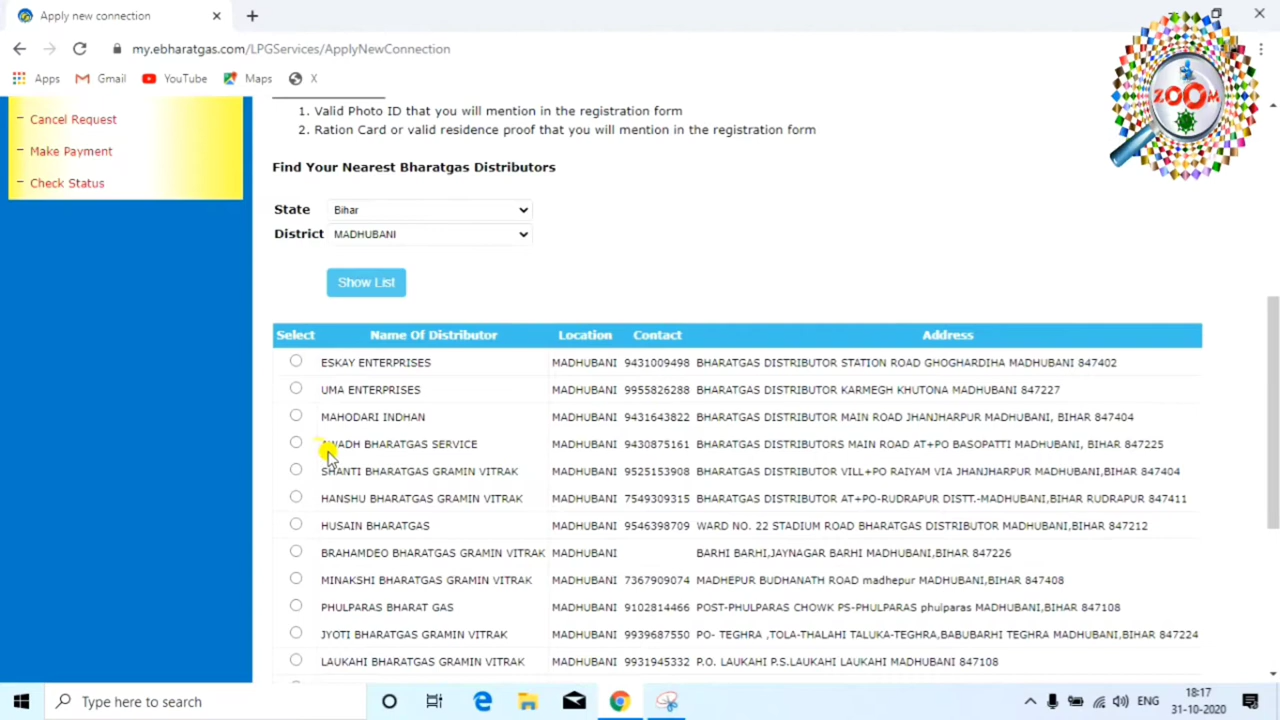 Apply new connection
my.ebharatgas.com/LPGServices/ApplyNewConnection
Apps Gmail YouTube Maps X
ZOOM
Cancel Request
Make Payment
Check Status
1. Valid Photo ID that you will mention in the registration form
2. Ration Card or valid residence proof that you will mention in the registration form
Find Your Nearest Bharatgas Distributors
State Bihar
District MADHUBANI
Show List
Select Name Of Distributor Location Contact Address
ESKAY ENTERPRISES MADHUBANI 9431009498 BHARATGAS DISTRIBUTOR STATION ROAD GHOGHARDIHA MADHUBANI 847402
UMA ENTERPRISES MADHUBANI 9955826288 BHARATGAS DISTRIBUTOR KARMEGH KHUTONA MADHUBANI 847227
MAHODARI INDHAN MADHUBANI 9431643822 BHARATGAS DISTRIBUTOR MAIN ROAD JHANJHARPUR MADHUBANI, BIHAR 847404
AWADH BHARATGAS SERVICE MADHUBANI 9430875161 BHARATGAS DISTRIBUTORS MAIN ROAD AT+PO BASOPATTI MADHUBANI, BIHAR 847225
SHANTI BHARATGAS GRAMIN VITRAK MADHUBANI 9525153908 BHARATGAS DISTRIBUTOR VILL+PO RAIYAM VIA JHANJHARPUR MADHUBANI,BIHAR 847404
HANSHU BHARATGAS GRAMIN VITRAK MADHUBANI 7549309315 BHARATGAS DISTRIBUTOR AT+PO-RUDRAPUR DISTT.-MADHUBANI,BIHAR RUDRAPUR 847411
HUSAIN BHARATGAS MADHUBANI 9546398709 WARD NO. 22 STADIUM ROAD BHARATGAS DISTRIBUTOR MADHUBANI,BIHAR 847212
BRAHAMDEO BHARATGAS GRAMIN VITRAK MADHUBANI BARHI BARHI,JAYNAGAR BARHI MADHUBANI,BIHAR 847226
MINAKSHI BHARATGAS GRAMIN VITRAK MADHUBANI 7367909074 MADHEPUR BUDHANATH ROAD madhepur MADHUBANI,BIHAR 847408
PHULPARAS BHARAT GAS MADHUBANI 9102814466 POST-PHULPARAS CHOWK PS-PHULPARAS phulparas MADHUBANI,BIHAR 847108
JYOTI BHARATGAS GRAMIN VITRAK MADHUBANI 9939687550 PO- TEGHRA ,TOLA-THALAHI TALUKA-TEGHRA,BABUBARHI TEGHRA MADHUBANI,BIHAR 847224
LAUKAHI BHARATGAS GRAMIN VITRAK MADHUBANI 9931945332 P.O. LAUKAHI P.S.LAUKAHI LAUKAHI MADHUBANI 847108
Type here to search
ENG
18:17
31-10-2020